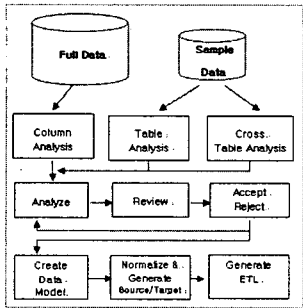 Full Data
Sample
Data
Column
Analysis
Table
Analysis
Cross
Table Analysis
Analyze
Review
Accept
Reject
Create
Data
Model
Normalize &
Generate
Source/Target
Generate
ETL